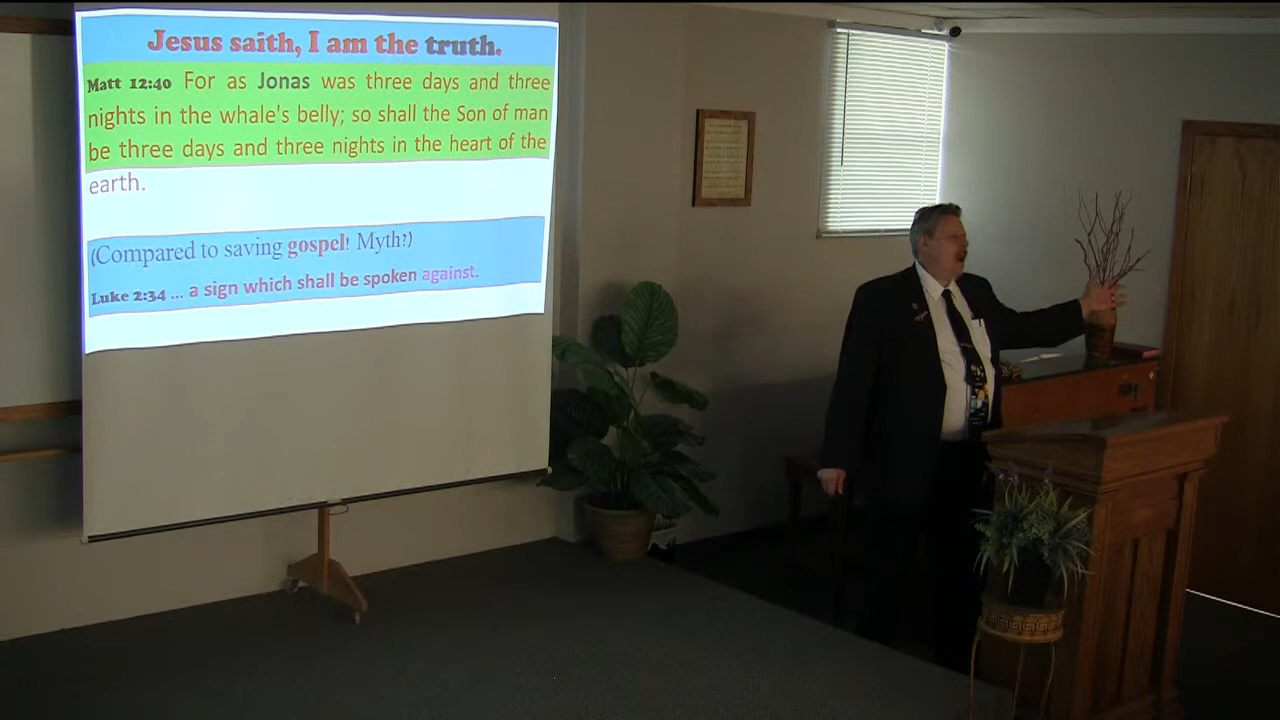 Jesus saith, I am the truth.
Matt 12:40 For as Jonas was three days and three
nights in the whale's belly; so shall the Son of man
be three days and three nights in the heart of the
earth.
(Compared to saving gospel! Myth?)
Luke 2:34 ... a sign which shall be spoken against.